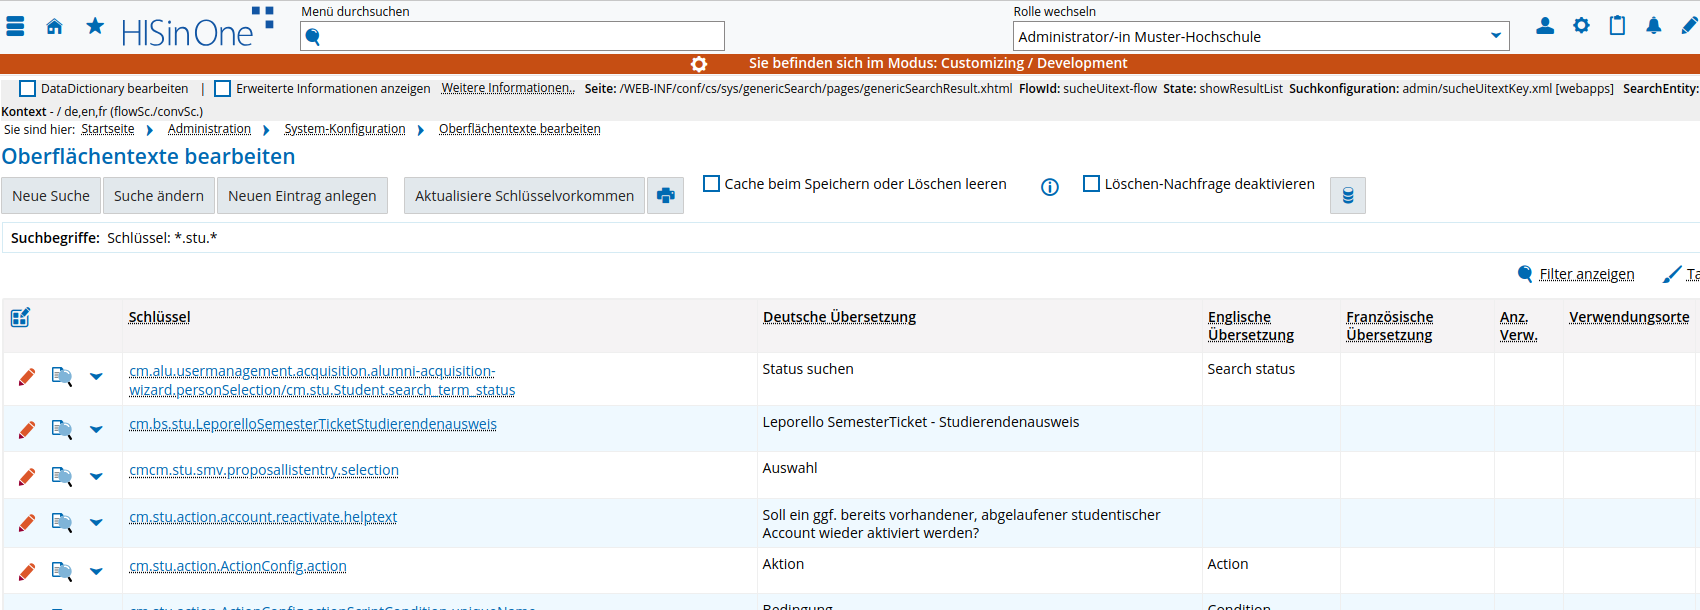 Menü durchsuchen
Rolle wechseln
HISinOne
Administrator/-in Muster-Hochschule
Sie befinden sich im Modus: Customizing / Development
DataDictionary bearbeiten | Erweiterte Informationen anzeigen Weitere Informationen.. Seite: /WEB-INF/conf/cs/sys/genericSearch/pages/genericSearchResult.xhtml FlowId: sucheUitext-flow State: showResultList Suchkonfiguration: admin/sucheUitextKey.xml [webapps] SearchEntity:
Kontext - / de,en,fr (flowSc./convSc.)
Sie sind hier: Startseite Administration System-Konfiguration Oberflächentexte bearbeiten
Oberflächentexte bearbeiten
Neue Suche Suche ändern Neuen Eintrag anlegen Aktualisiere Schlüsselvorkommen Cache beim Speichern oder Löschen leeren Löschen-Nachfrage deaktivieren
Suchbegriffe: Schlüssel: *.stu.*
Filter anzeigen Ta
Schlüssel Deutsche Übersetzung Englische Übersetzung Französische Übersetzung Anz. Verw. Verwendungsorte
cm.alu.usermanagement.acquisition.alumni-acquisition-
wizard.personSelection/cm.stu.Student.search_term_status
Status suchen Search status
cm.bs.stu.LeporelloSemesterTicketStudierendenausweis Leporello SemesterTicket - Studierendenausweis
cmcm.stu.smv.proposallistentry.selection Auswahl
cm.stu.action.account.reactivate.helptext Soll ein ggf. bereits vorhandener, abgelaufener studentischer
Account wieder aktiviert werden?
cm.stu.action.ActionConfig.action Aktion Action
cm.stu.action.ActionConfig.actionScriptCondition.uniqueName Bedingung Condition